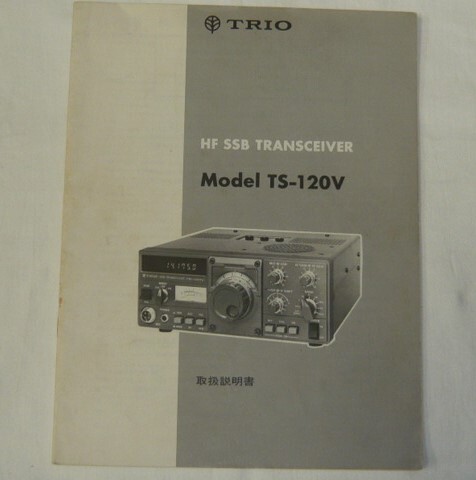 TRIO
HF SSB TRANSCEIVER
Model TS-120V
取扱説明書